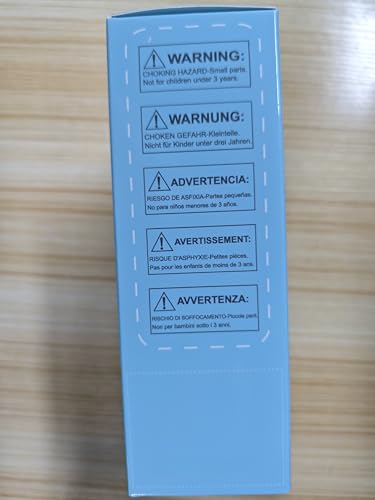 WARNING:
CHOKING HAZARD-Small parts.
Not for children under 3 years.
WARNUNG:
CHOKEN GEFAHR-Kleinteile.
Nicht für Kinder unter drei Jahren.
ADVERTENCIA:
RIESGO DE ASFIXIA-Partes pequeñas.
No para niños menores de 3 años.
AVERTISSEMENT:
RISQUE D'ASPHYXIE-Petites pièces.
Pas pour les enfants de moins de 3 ans.
AVVERTENZA:
RISCHIO DI SOFFOCAMENTO-Piccole parti.
Non per bambini sotto i 3 anni.